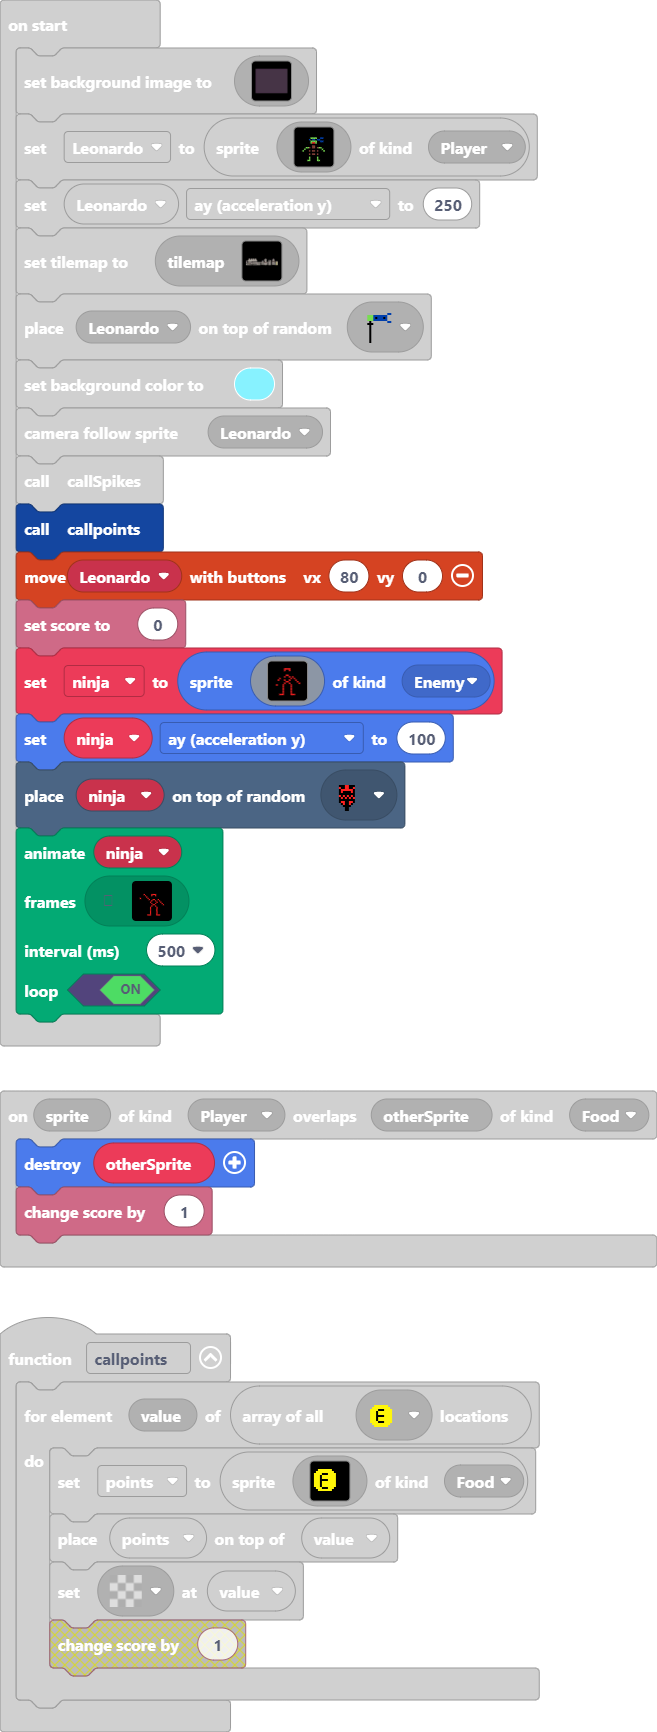 on start
set background image to
set Leonardo to sprite of kind Player
set Leonardo ay (acceleration y) to 250
set tilemap to tilemap
place Leonardo on top of random
set background color to
camera follow sprite Leonardo
call callSpikes
call callpoints
move Leonardo with buttons vx 80 vy 0
set score to 0
set ninja to sprite of kind Enemy
set ninja ay (acceleration y) to 100
place ninja on top of random
animate ninja
frames
interval (ms) 500
loop ON
on sprite of kind Player overlaps otherSprite of kind Food
destroy otherSprite
change score by 1
function callpoints
for element value of array of all E locations
do
set points to sprite E of kind Food
place points on top of value
set at value
change score by 1